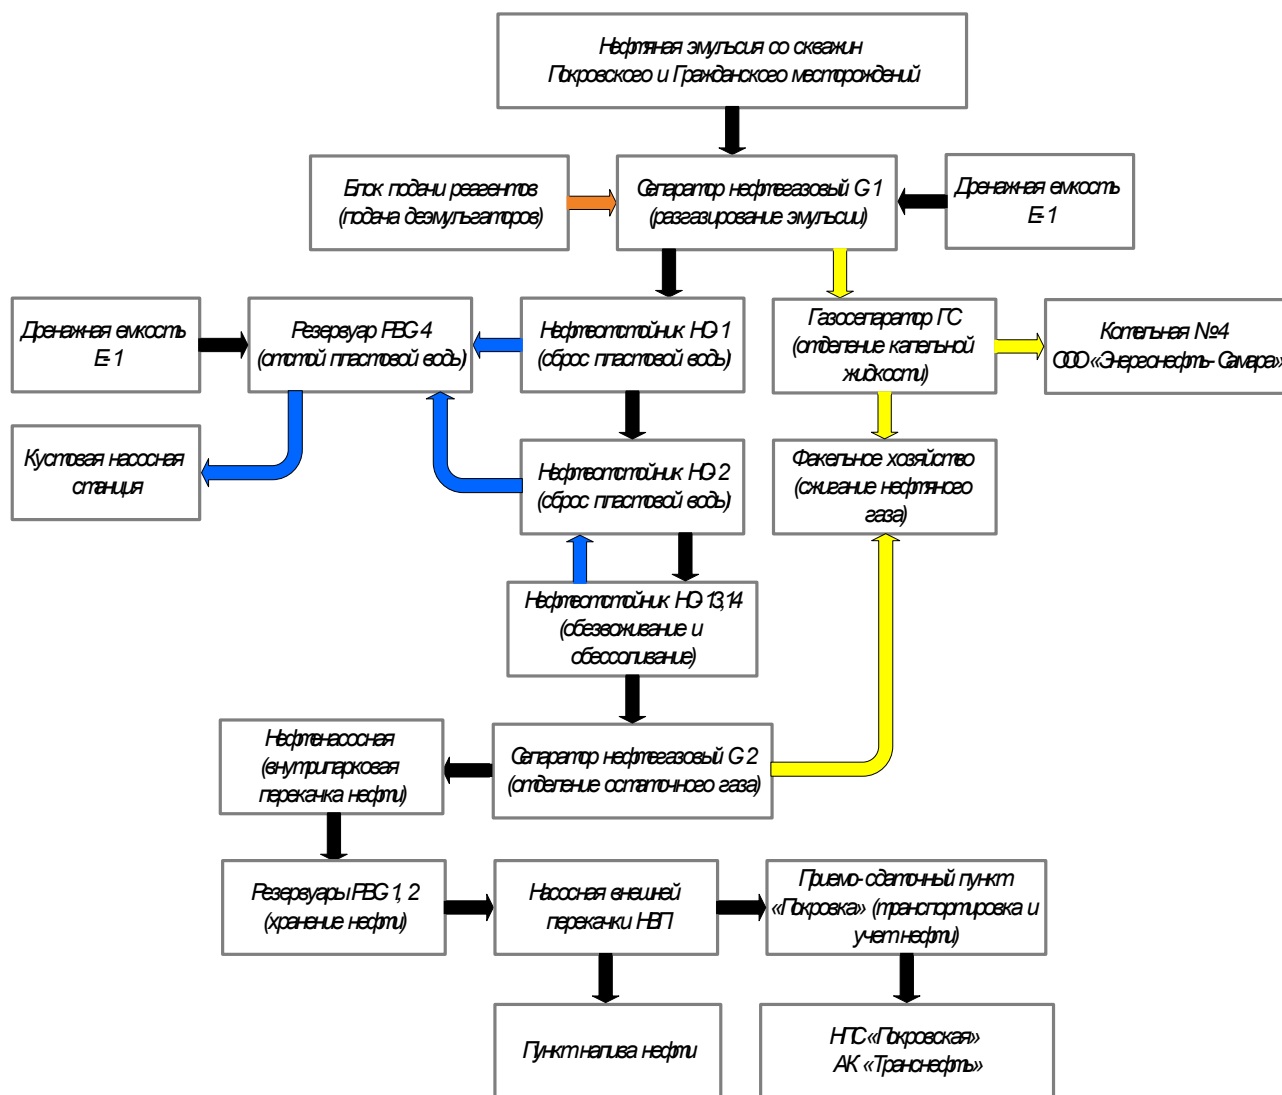 Нефтяная эмульсия со скважин
Покровского и Гражданского месторождений
Блок подачи реагентов
(подача деэмульгаторов)
Сепаратор нефтегазовый С-1
(разгазирование эмульсии)
Дренажная емкость
Е-1
Дренажная емкость
Е-1
Резервуар РВС-4
(отстой пластовой воды)
Нефтеотстойник НО-1
(сброс пластовой воды)
Газосепаратор ГС
(отделение капельной
жидкости)
Котельная №4
ООО «Энергонефть- Самара»
Кустовая насосная
станция
Нефтеотстойник НО-2
(сброс пластовой воды)
Факельное хозяйство
(сжигание нефтяного
газа)
Нефтеотстойник НО-13,14
(обезвоживание и
обессоливание)
Нефтенасосная
(внутрипарковая
перекачка нефти)
Сепаратор нефтегазовый С-2
(отделение остаточного газа)
Резервуары РВС-1, 2
(хранение нефти)
Насосная внешней
перекачки НВП
Приемо-сдаточный пункт
«Покровка» (транспортировка и
учет нефти)
Пункт налива нефти
НПС «Покровская»
АК «Транснефть»